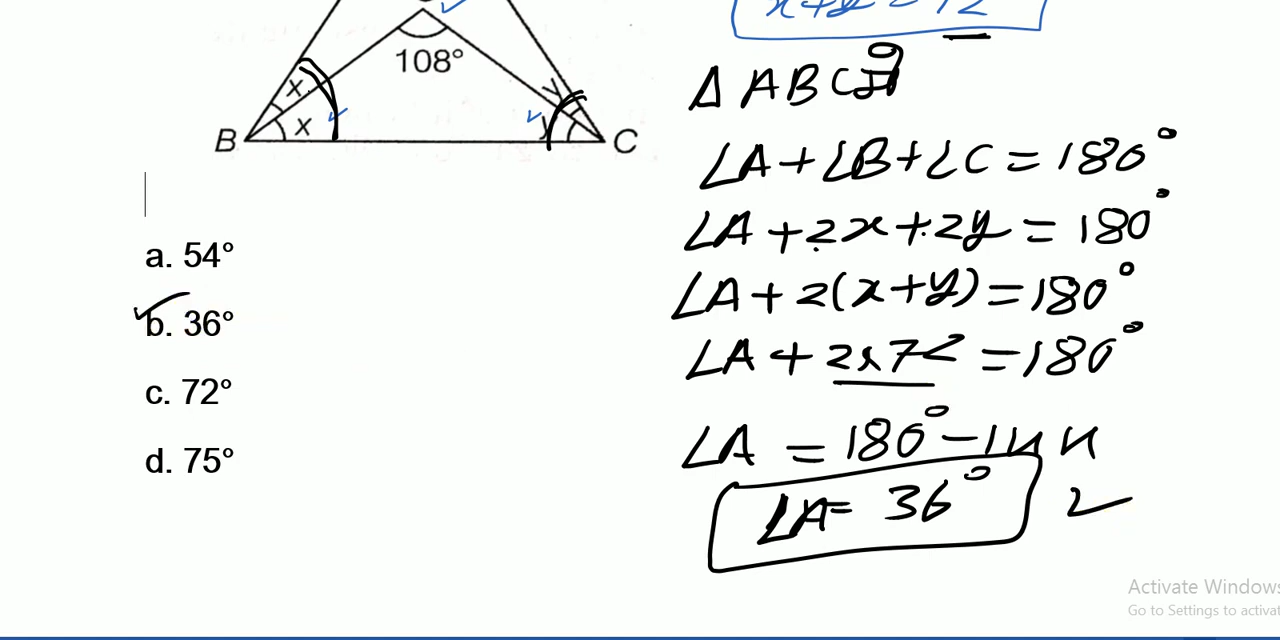 x+y = 72
108°
x
x
y
y
B
C
a. 54°
b. 36°
c. 72°
d. 75°
Δ ABC में
∠A + ∠B + ∠C = 180°
∠A + 2x + 2y = 180°
∠A + 2(x+y) = 180°
∠A + 2x72 = 180°
∠A = 180° - 144
∠A = 36°
Activate Windows
Go to Settings to activat